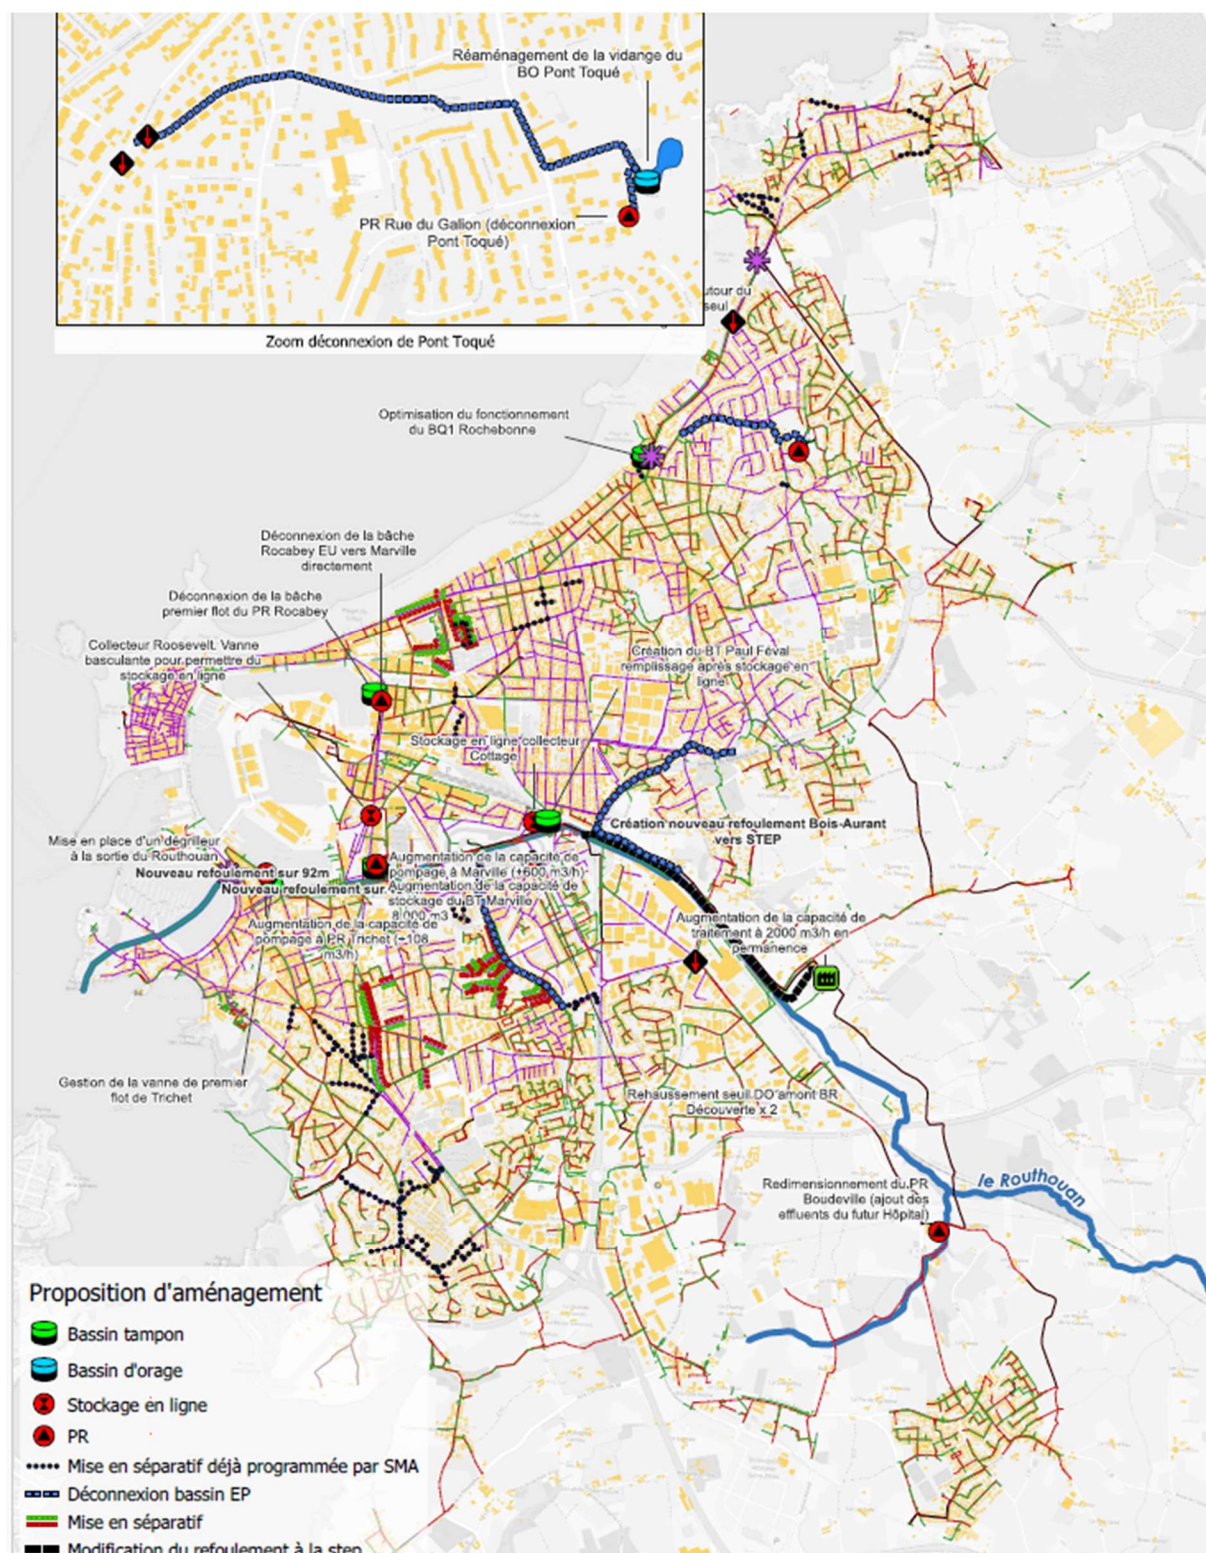 Réaménagement de la vidange du
BO Pont Toqué
PR Rue du Galion (déconnexion
Pont Toqué)
Zoom déconnexion de Pont Toqué
utour du
seul
Optimisation du fonctionnement
du BQ1 Rochebonne
Déconnexion de la bâche
Rocabey EU vers Marville
directement
Déconnexion de la bâche
premier flot du PR Rocabey
Collecteur Roosevelt. Vanne
basculante pour permettre du
stockage en ligne
Création du BT Paul Féval
remplissage après stockage en
ligne
Stockage en ligne collecteur
Cottage
Création nouveau refoulement Bois-Aurant
vers STEP
Mise en place d'un dégrilleur
à la sortie du Routhouan
Nouveau refoulement sur 92m
Nouveau refoulement sur
Augmentation de la capacité de
pompage à Marville (+600 m3/h)
Augmentation de la capacité de
stockage du BT Marville
8 000 m3
Augmentation de la capacité de
pompage à PR Trichet (+108
m3/h)
Augmentation de la capacité de
traitement à 2000 m3/h en
permanence
Gestion de la vanne de premier
flot de Trichet
Rehaussement seuil DO amont BR
Découverte x 2
Redimensionnement du PR
Boudeville (ajout des
effluents du futur Hôpital)
le Routhouan
Proposition d'aménagement
Bassin tampon
Bassin d'orage
Stockage en ligne
PR
Mise en séparatif déjà programmée par SMA
Déconnexion bassin EP
Mise en séparatif
Modification du refoulement à la step